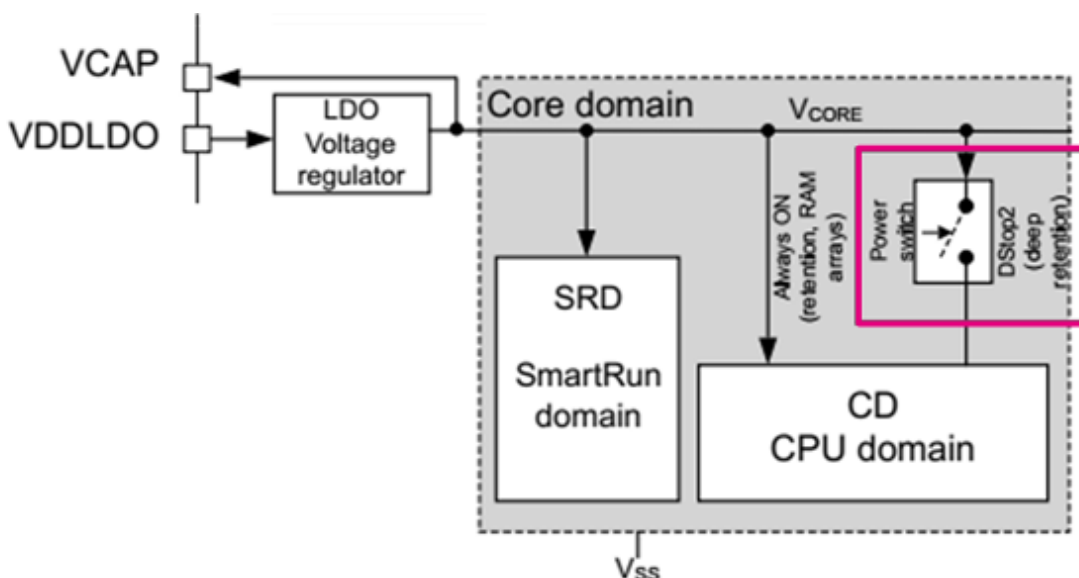 VCAP
VDDLDO
LDO
Voltage
regulator
Core domain
VCORE
SRD
SmartRun
domain
Always ON
(retention, RAM
arrays)
Power
switch
DStop2
(deep
retention)
CD
CPU domain
Vss